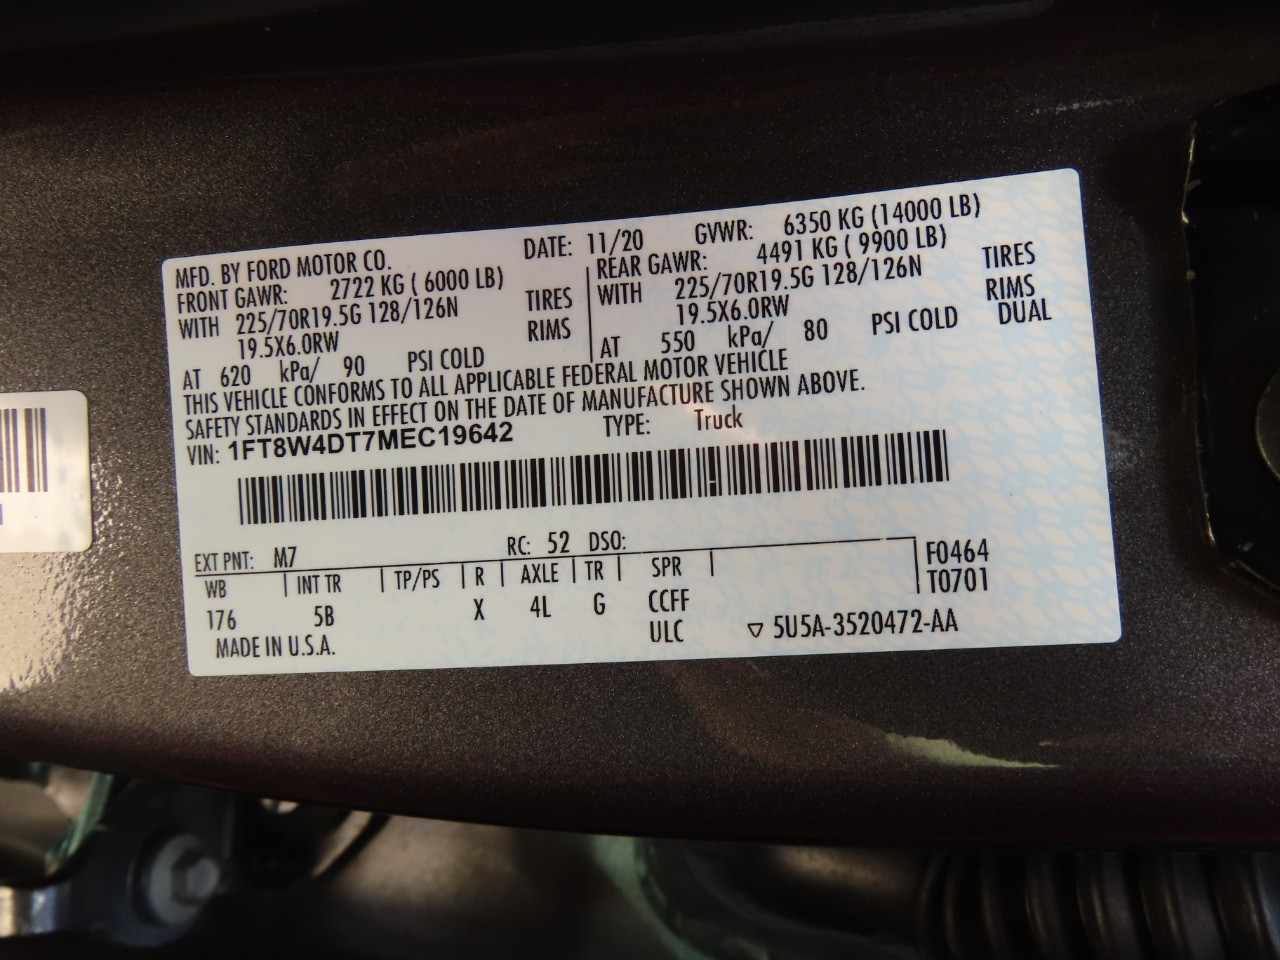 MFD. BY FORD MOTOR CO. DATE: 11/20 GVWR: 6350 KG (14000 LB)
FRONT GAWR: 2722 KG ( 6000 LB) REAR GAWR: 4491 KG ( 9900 LB)
WITH 225/70R19.5G 128/126N TIRES WITH 225/70R19.5G 128/126N TIRES
19.5X6.0RW RIMS 19.5X6.0RW RIMS
AT 620 kPa/ 90 PSI COLD AT 550 kPa/ 80 PSI COLD DUAL
THIS VEHICLE CONFORMS TO ALL APPLICABLE FEDERAL MOTOR VEHICLE
SAFETY STANDARDS IN EFFECT ON THE DATE OF MANUFACTURE SHOWN ABOVE.
VIN: 1FT8W4DT7MEC19642 TYPE: Truck
EXT PNT: M7 RC: 52 DSO:
WB INT TR TP/PS R AXLE TR SPR F0464
176 5B X 4L G CCFF T0701
MADE IN U.S.A. ULC ▽ 5U5A-3520472-AA